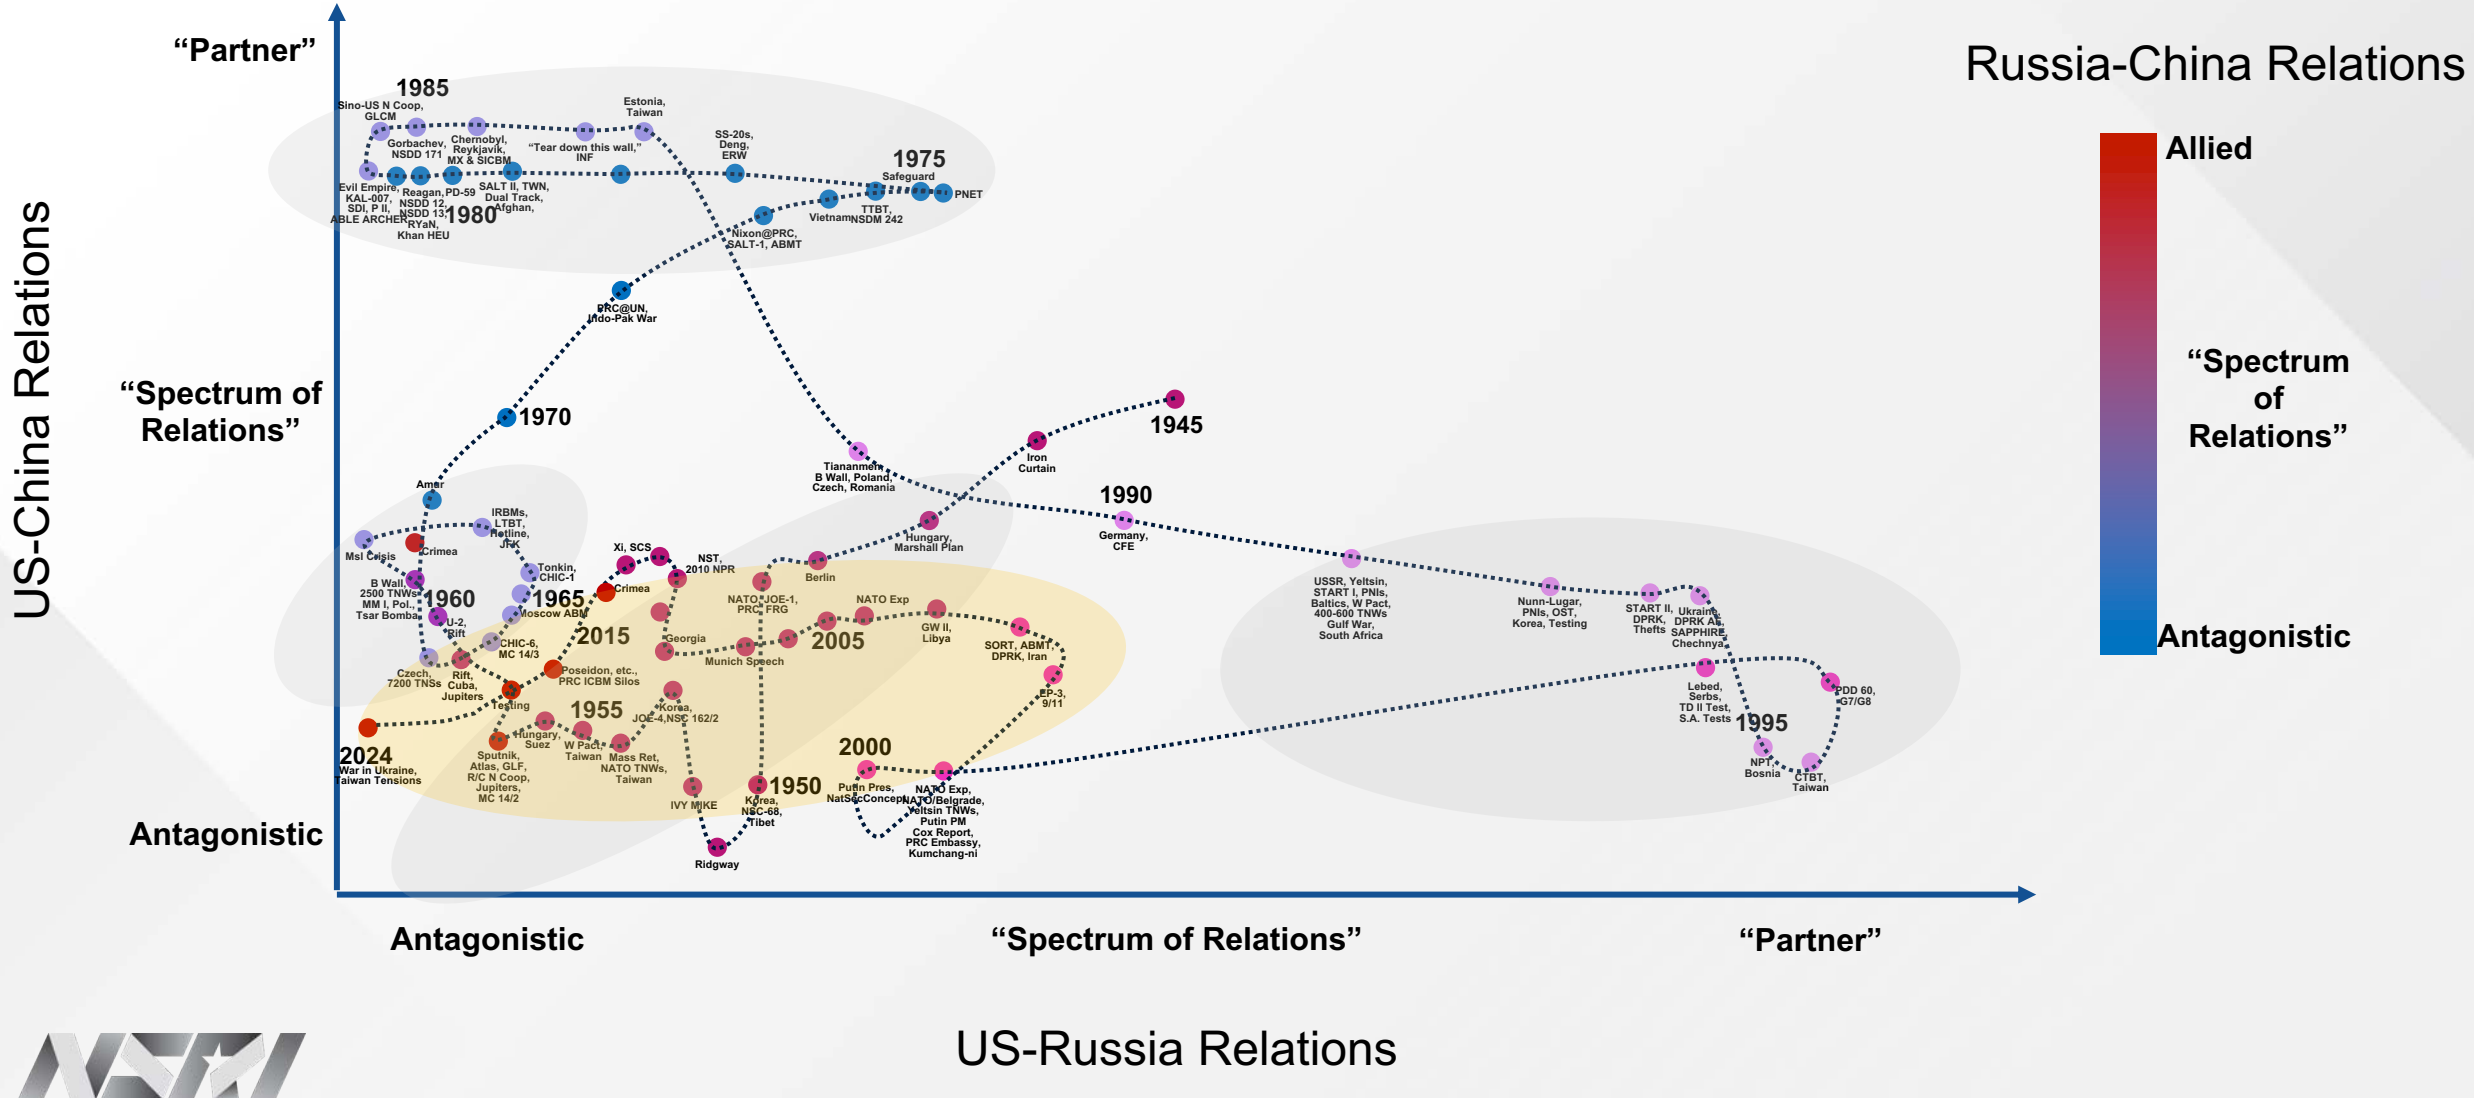 “Partner”
US-China Relations
“Spectrum of
Relations”
Antagonistic
Russia-China Relations
Allied
“Spectrum
of
Relations”
Antagonistic
1985
Sino-US N Coop,
GLCM
Gorbachev,
NSDD 171
Chernobyl,
Reykjavík,
MX & SICBM
“Tear down this wall,”
INF
Estonia,
Taiwan
SS-20s,
Deng,
ERW
1975
Safeguard
PNET
Evil Empire,
KAL-007,
SDI, P II,
ABLE ARCHER
Reagan,
NSDD 12,
NSDD 13,
RYaN,
Khan HEU
PD-59
1980
SALT II, TWN,
Dual Track,
Afghan,
Nixon@PRC,
SALT-1, ABMT
Vietnam
TTBT,
NSDM 242
PRC@UN,
Indo-Pak War
1970
1945
Iron
Curtain
Tiananmen,
B Wall, Poland,
Czech, Romania
1990
Germany,
CFE
Amur
IRBMs,
LTBT,
Hotline,
JFK
Msl Crisis
Crimea
Tonkin,
CHIC-1
B Wall,
2500 TNWs
MM I, Pol.,
Tsar Bomba
1960
U-2,
Rift
1965
Moscow ABM
CHIC-6,
MC 14/3
Czech,
7200 TNSs
Rift,
Cuba,
Jupiters
Xi, SCS
NST,
2010 NPR
Crimea
2015
Georgia
Hungary,
Marshall Plan
Berlin
NATO, JOE-1,
PRC, FRG
NATO Exp
2005
Munich Speech
GW II,
Libya
SORT, ABMT,
DPRK, Iran
EP-3,
9/11
Poseidon, etc.,
PRC ICBM Silos
Testing
2024
War in Ukraine,
Taiwan Tensions
Sputnik,
Atlas, GLF,
R/C N Coop,
Jupiters,
MC 14/2
Hungary,
Suez
1955
W Pact,
Taiwan
Mass Ret,
NATO TNWs,
Taiwan
Korea,
JOE-4,NSC 162/2
IVY MIKE
Ridgway
1950
Korea,
NSC-68,
Tibet
2000
Putin Pres,
NatSecConcept
NATO Exp,
NATO/Belgrade,
Yeltsin TNWs,
Putin PM
Cox Report,
PRC Embassy,
Kumchang-ni
USSR, Yeltsin,
START I, PNIs,
Baltics, W Pact,
400-600 TNWs
Gulf War,
South Africa
Nunn-Lugar,
PNIs, OST,
Korea, Testing
START II,
DPRK,
Thefts
Ukraine,
DPRK AF,
SAPPHIRE,
Chechnya
Lebed,
Serbs,
TD II Test,
S.A. Tests
1995
NPT,
Bosnia
CTBT,
Taiwan
PDD 60,
G7/G8
Antagonistic
“Spectrum of Relations”
“Partner”
US-Russia Relations